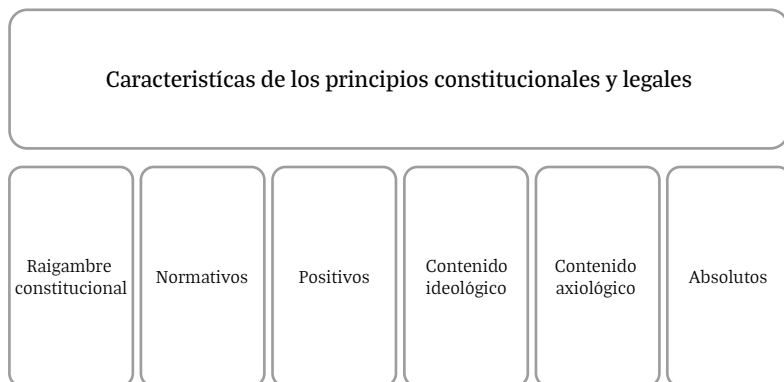 Caracteristícas de los principios constitucionales y legales
Raigambre
constitucional
Normativos
Positivos
Contenido
ideológico
Contenido
axiológico
Absolutos